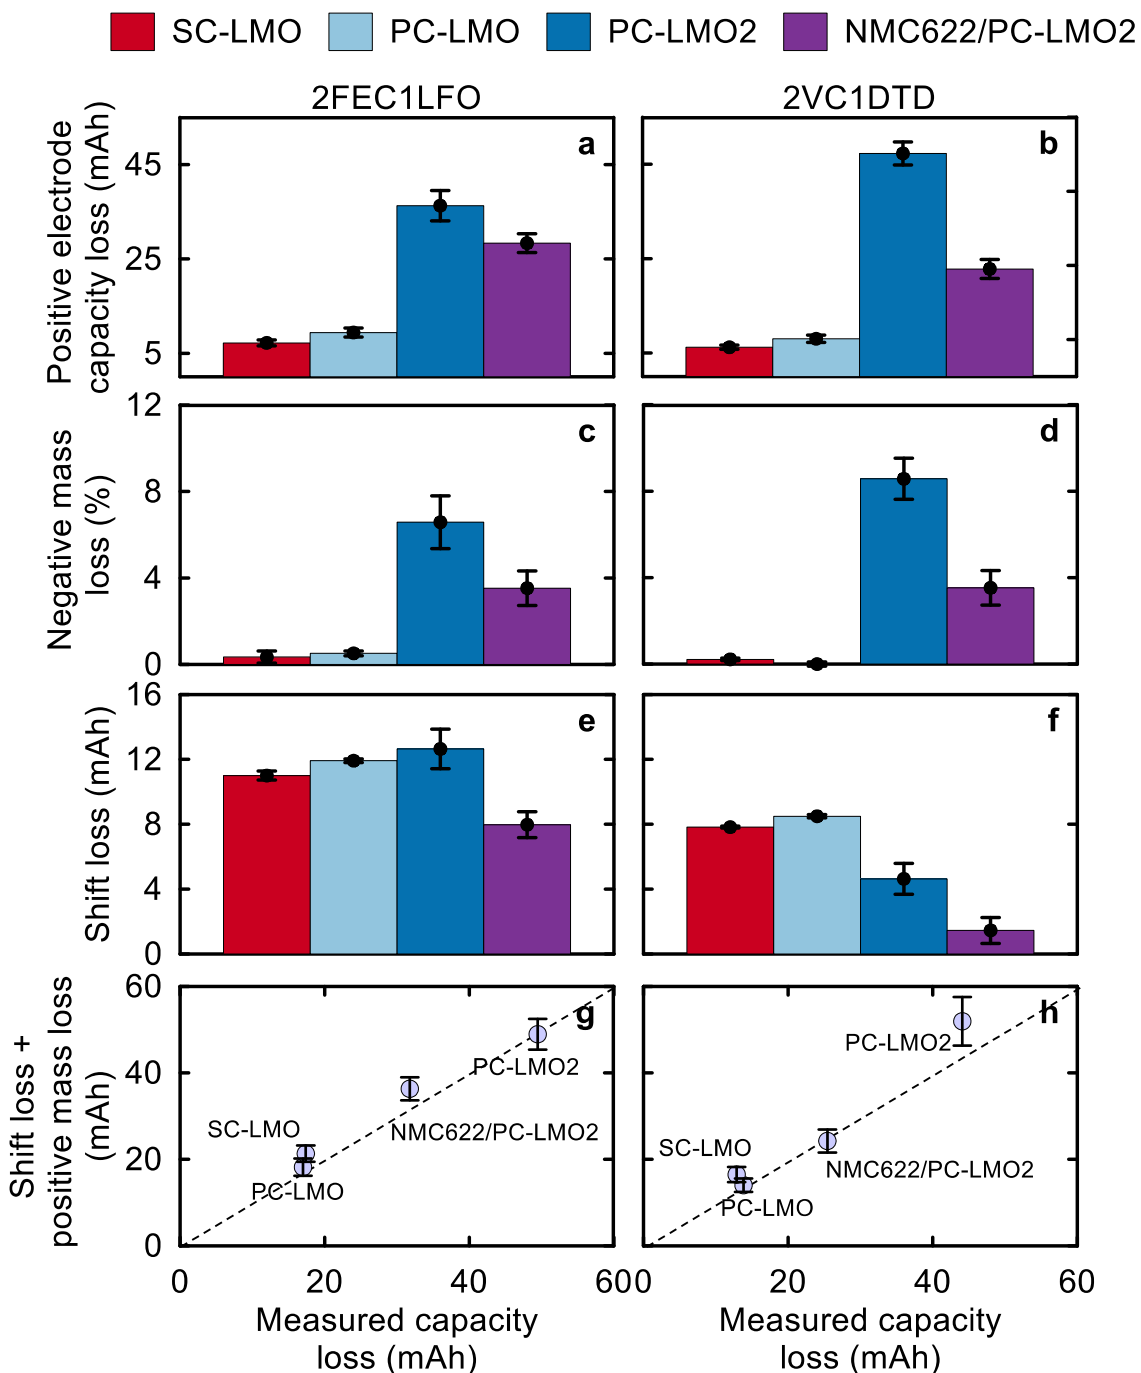 SC-LMO PC-LMO PC-LMO2 NMC622/PC-LMO2
2FEC1LFO 2VC1DTD
Positive electrode
capacity loss (mAh)
45
25
5
a
b
Negative mass
loss (%)
12
8
4
0
c
d
Shift loss (mAh)
16
12
8
4
0
e
f
Shift loss +
positive mass loss
(mAh)
60
40
20
0
g
PC-LMO2
NMC622/PC-LMO2
SC-LMO
PC-LMO
h
PC-LMO2
NMC622/PC-LMO2
SC-LMO
PC-LMO
0 20 40 60 0 20 40 60
Measured capacity
loss (mAh)
Measured capacity
loss (mAh)